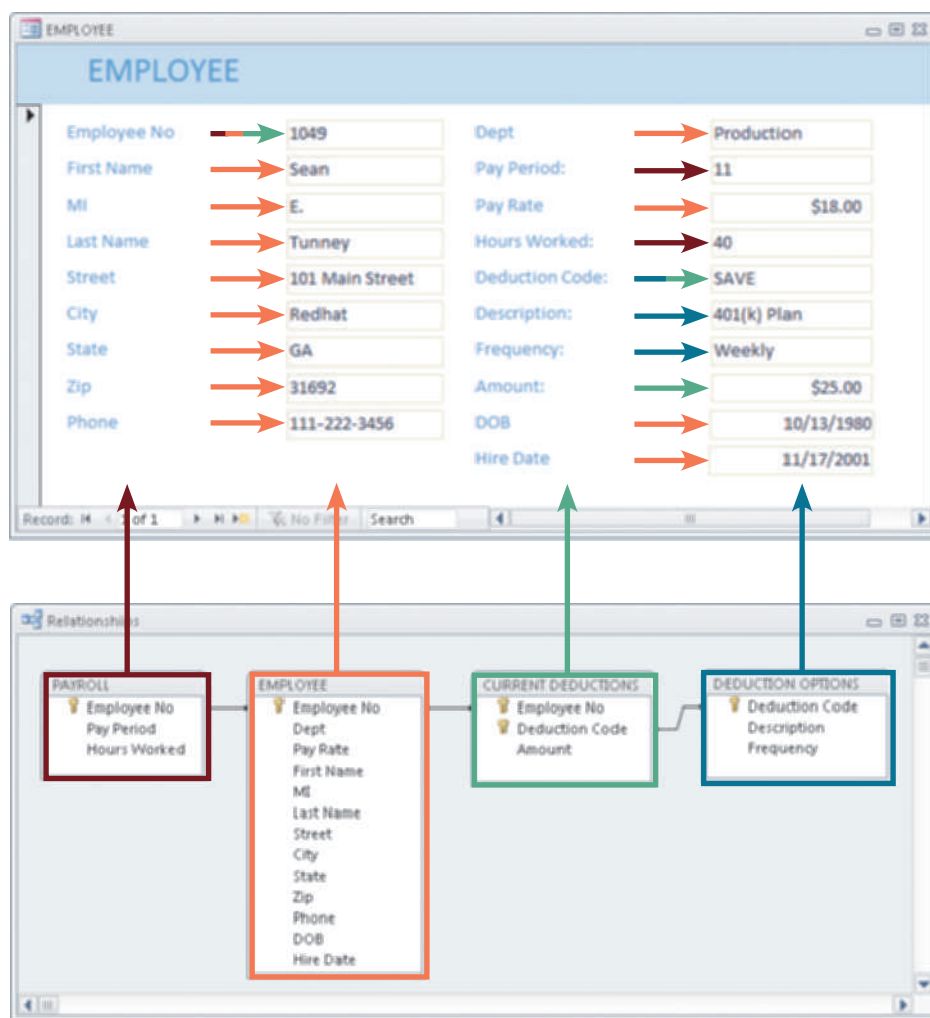 EMPLOYEE
EMPLOYEE
Employee No 1049
First Name Sean
MI E.
Last Name Tunney
Street 101 Main Street
City Redhat
State GA
Zip 31692
Phone 111-222-3456
Dept Production
Pay Period: 11
Pay Rate $18.00
Hours Worked: 40
Deduction Code: SAVE
Description: 401(k) Plan
Frequency: Weekly
Amount: $25.00
DOB 10/13/1980
Hire Date 11/17/2001
Record: 1 of 1 No Filter Search
Relationships
PAYROLL
Employee No
Pay Period
Hours Worked
EMPLOYEE
Employee No
Dept
Pay Rate
First Name
MI
Last Name
Street
City
State
Zip
Phone
DOB
Hire Date
CURRENT DEDUCTIONS
Employee No
Deduction Code
Amount
DEDUCTION OPTIONS
Deduction Code
Description
Frequency